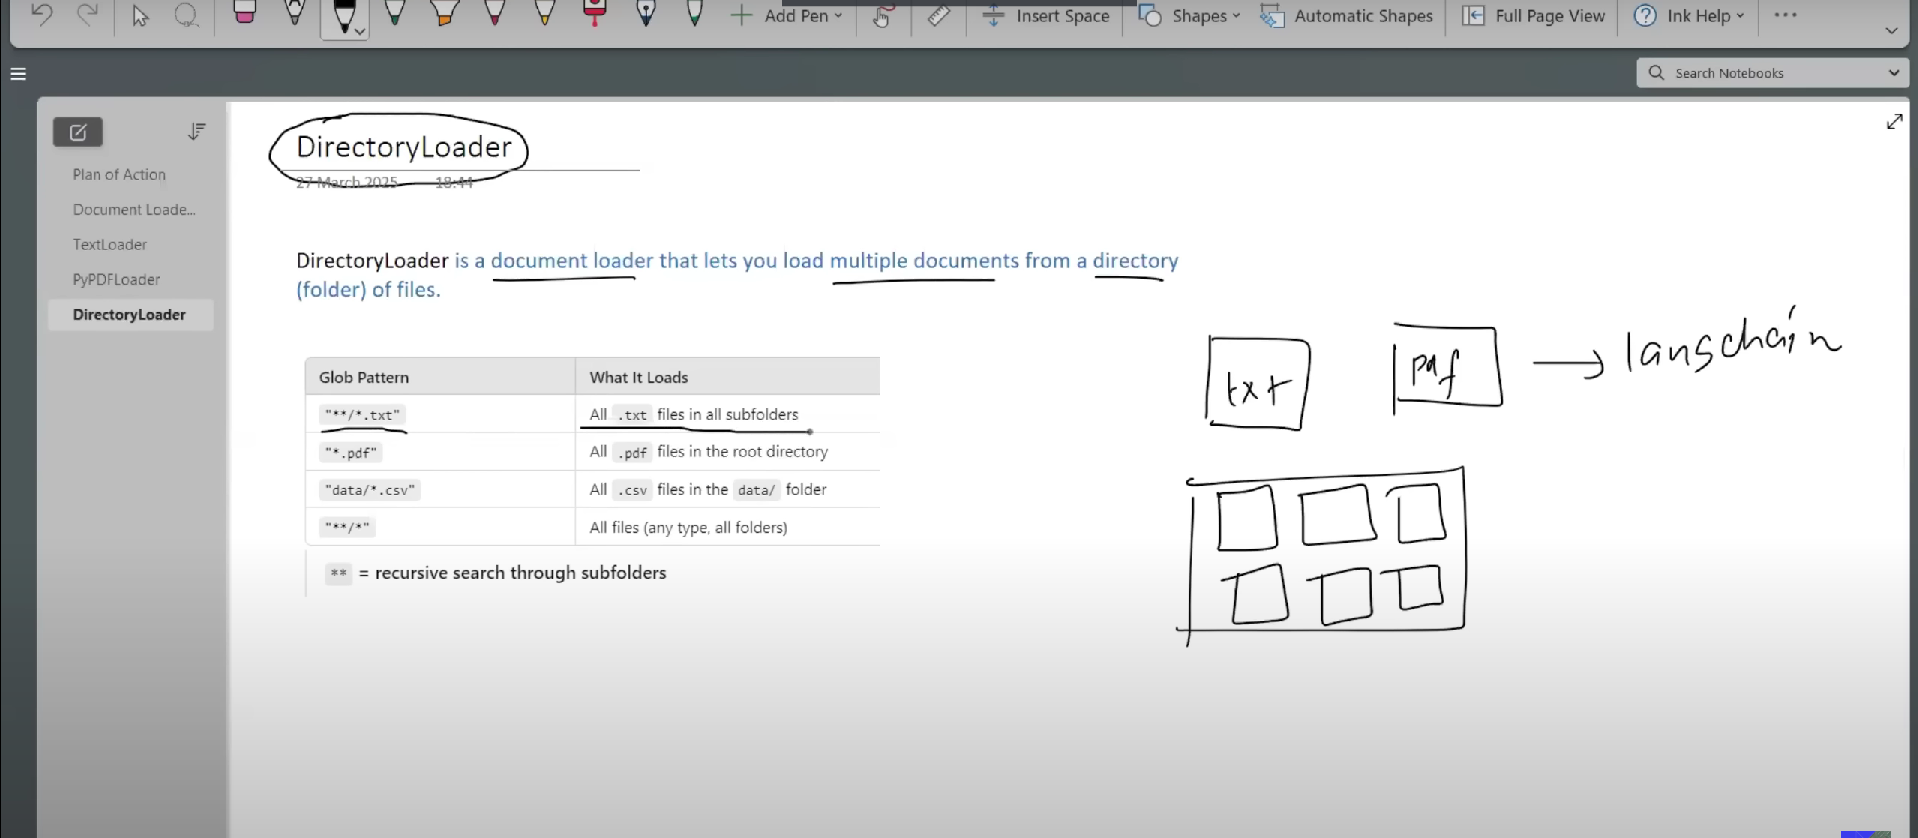 Add Pen
Insert Space
Shapes
Automatic Shapes
Full Page View
Ink Help
Search Notebooks
Plan of Action
Document Loade...
TextLoader
PyPDFLoader
DirectoryLoader
DirectoryLoader
27 March 2025 18:44
DirectoryLoader is a document loader that lets you load multiple documents from a directory
(folder) of files.
Glob Pattern What It Loads
"**/*.txt" All .txt files in all subfolders
"*.pdf" All .pdf files in the root directory
"data/*.csv" All .csv files in the data/ folder
"**/*" All files (any type, all folders)
** = recursive search through subfolders
txt
pdf
langchain